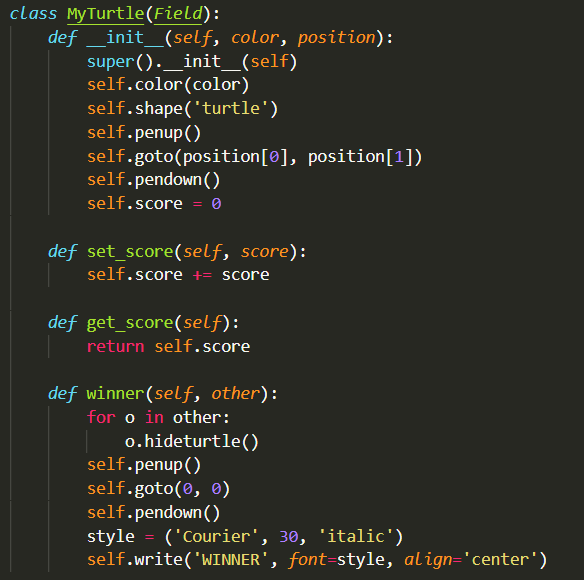 class MyTurtle(Field):
    def __init__(self, color, position):
        super().__init__(self)
        self.color(color)
        self.shape('turtle')
        self.penup()
        self.goto(position[0], position[1])
        self.pendown()
        self.score = 0

    def set_score(self, score):
        self.score += score

    def get_score(self):
        return self.score

    def winner(self, other):
        for o in other:
            o.hideturtle()
        self.penup()
        self.goto(0, 0)
        self.pendown()
        style = ('Courier', 30, 'italic')
        self.write('WINNER', font=style, align='center')